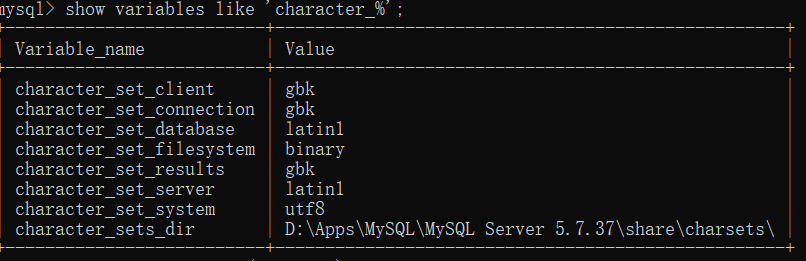 mysql> show variables like 'character_%';
Variable_name | Value
character_set_client | gbk
character_set_connection | gbk
character_set_database | latin1
character_set_filesystem | binary
character_set_results | gbk
character_set_server | latin1
character_set_system | utf8
character_sets_dir | D:\Apps\MySQL\MySQL Server 5.7.37\share\charsets\